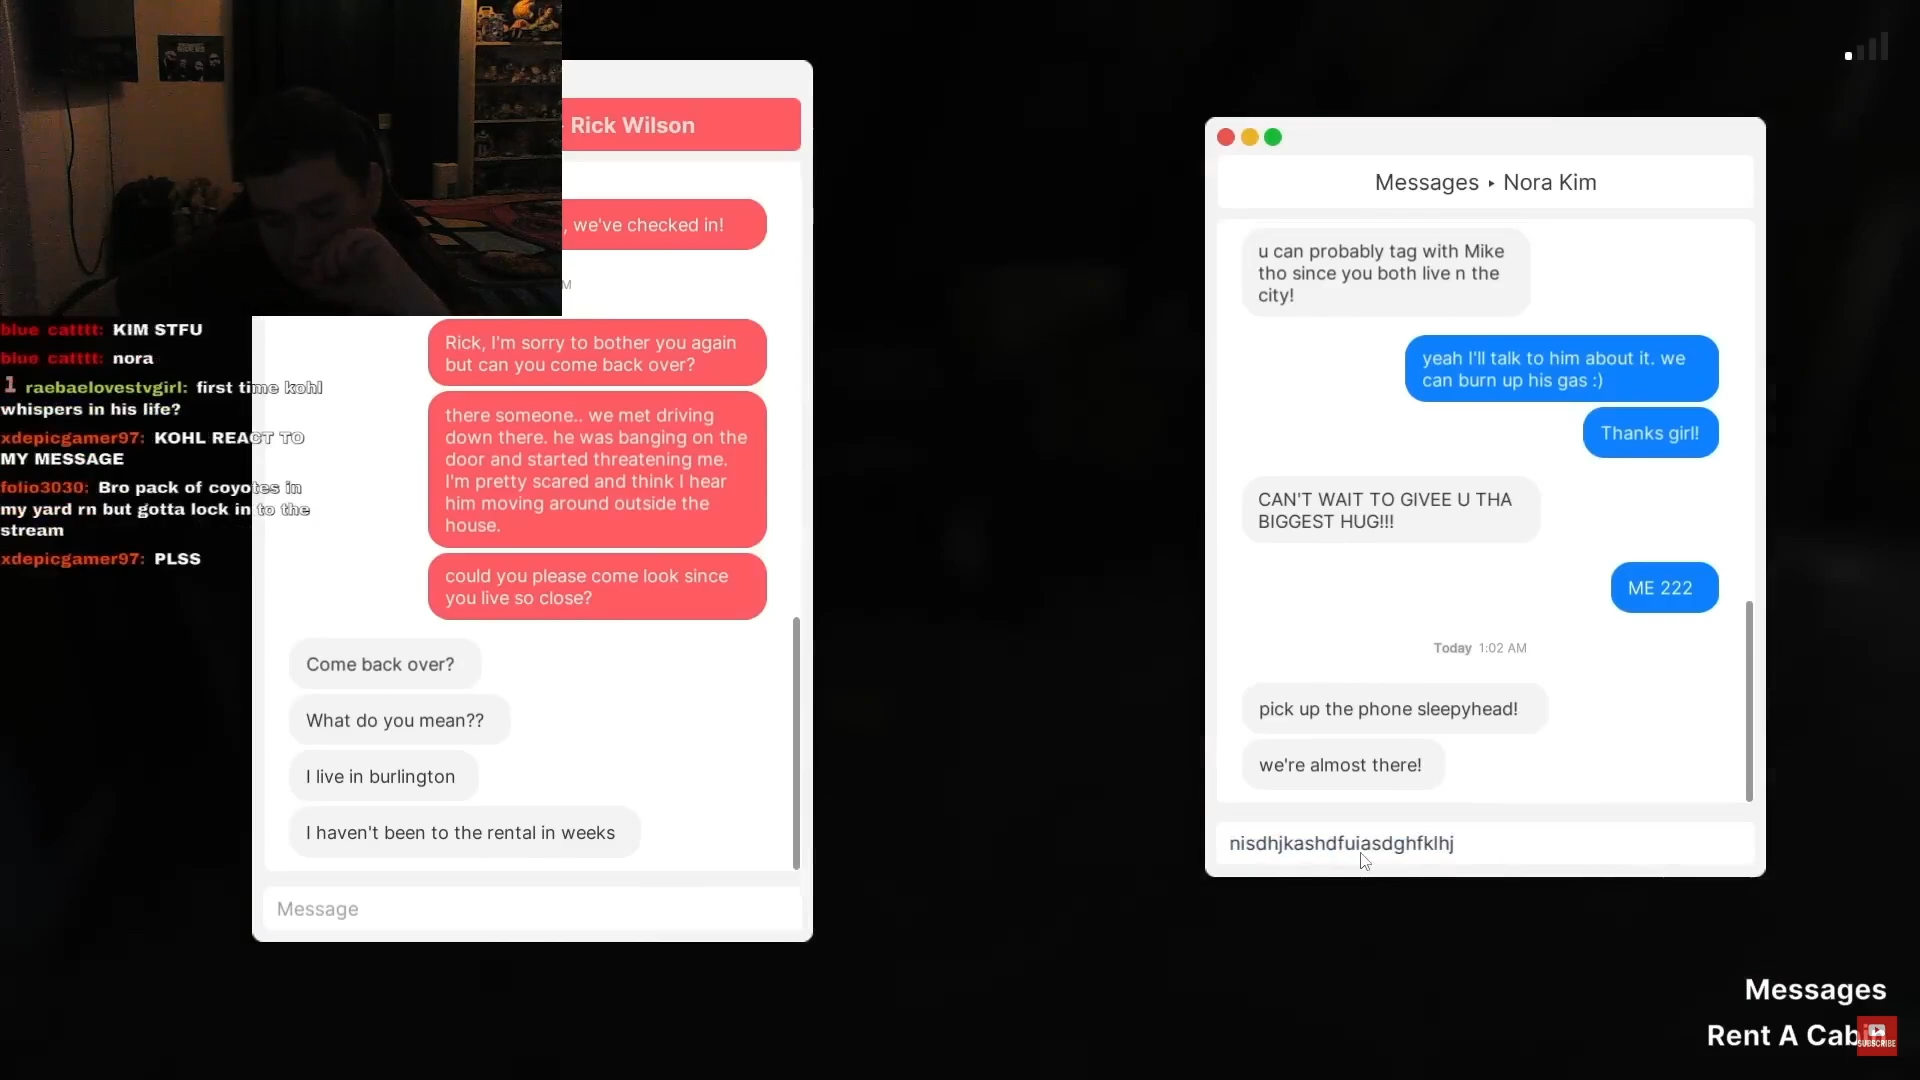 Rick Wilson
, we've checked in!
M
Rick, I'm sorry to bother you again
but can you come back over?
there someone.. we met driving
down there. he was banging on the
door and started threatening me.
I'm pretty scared and think I hear
him moving around outside the
house.
could you please come look since
you live so close?
Come back over?
What do you mean??
I live in burlington
I haven't been to the rental in weeks
Message
blue catttt: KIM STFU
blue catttt: nora
1 raebaelovestvgirl: first time kohl
whispers in his life?
xdepicgamer97: KOHL REACT TO
MY MESSAGE
folio3030: Bro pack of coyotes in
my yard rn but gotta lock in to the
stream
xdepicgamer97: PLSS
Messages ▸ Nora Kim
u can probably tag with Mike
tho since you both live n the
city!
yeah I'll talk to him about it. we
can burn up his gas :)
Thanks girl!
CAN'T WAIT TO GIVEE U THA
BIGGEST HUG!!!
ME 222
Today 1:02 AM
pick up the phone sleepyhead!
we're almost there!
nisdhjkashdfuiasdghfklhj
Messages
Rent A Cab
SUBSCRIBE